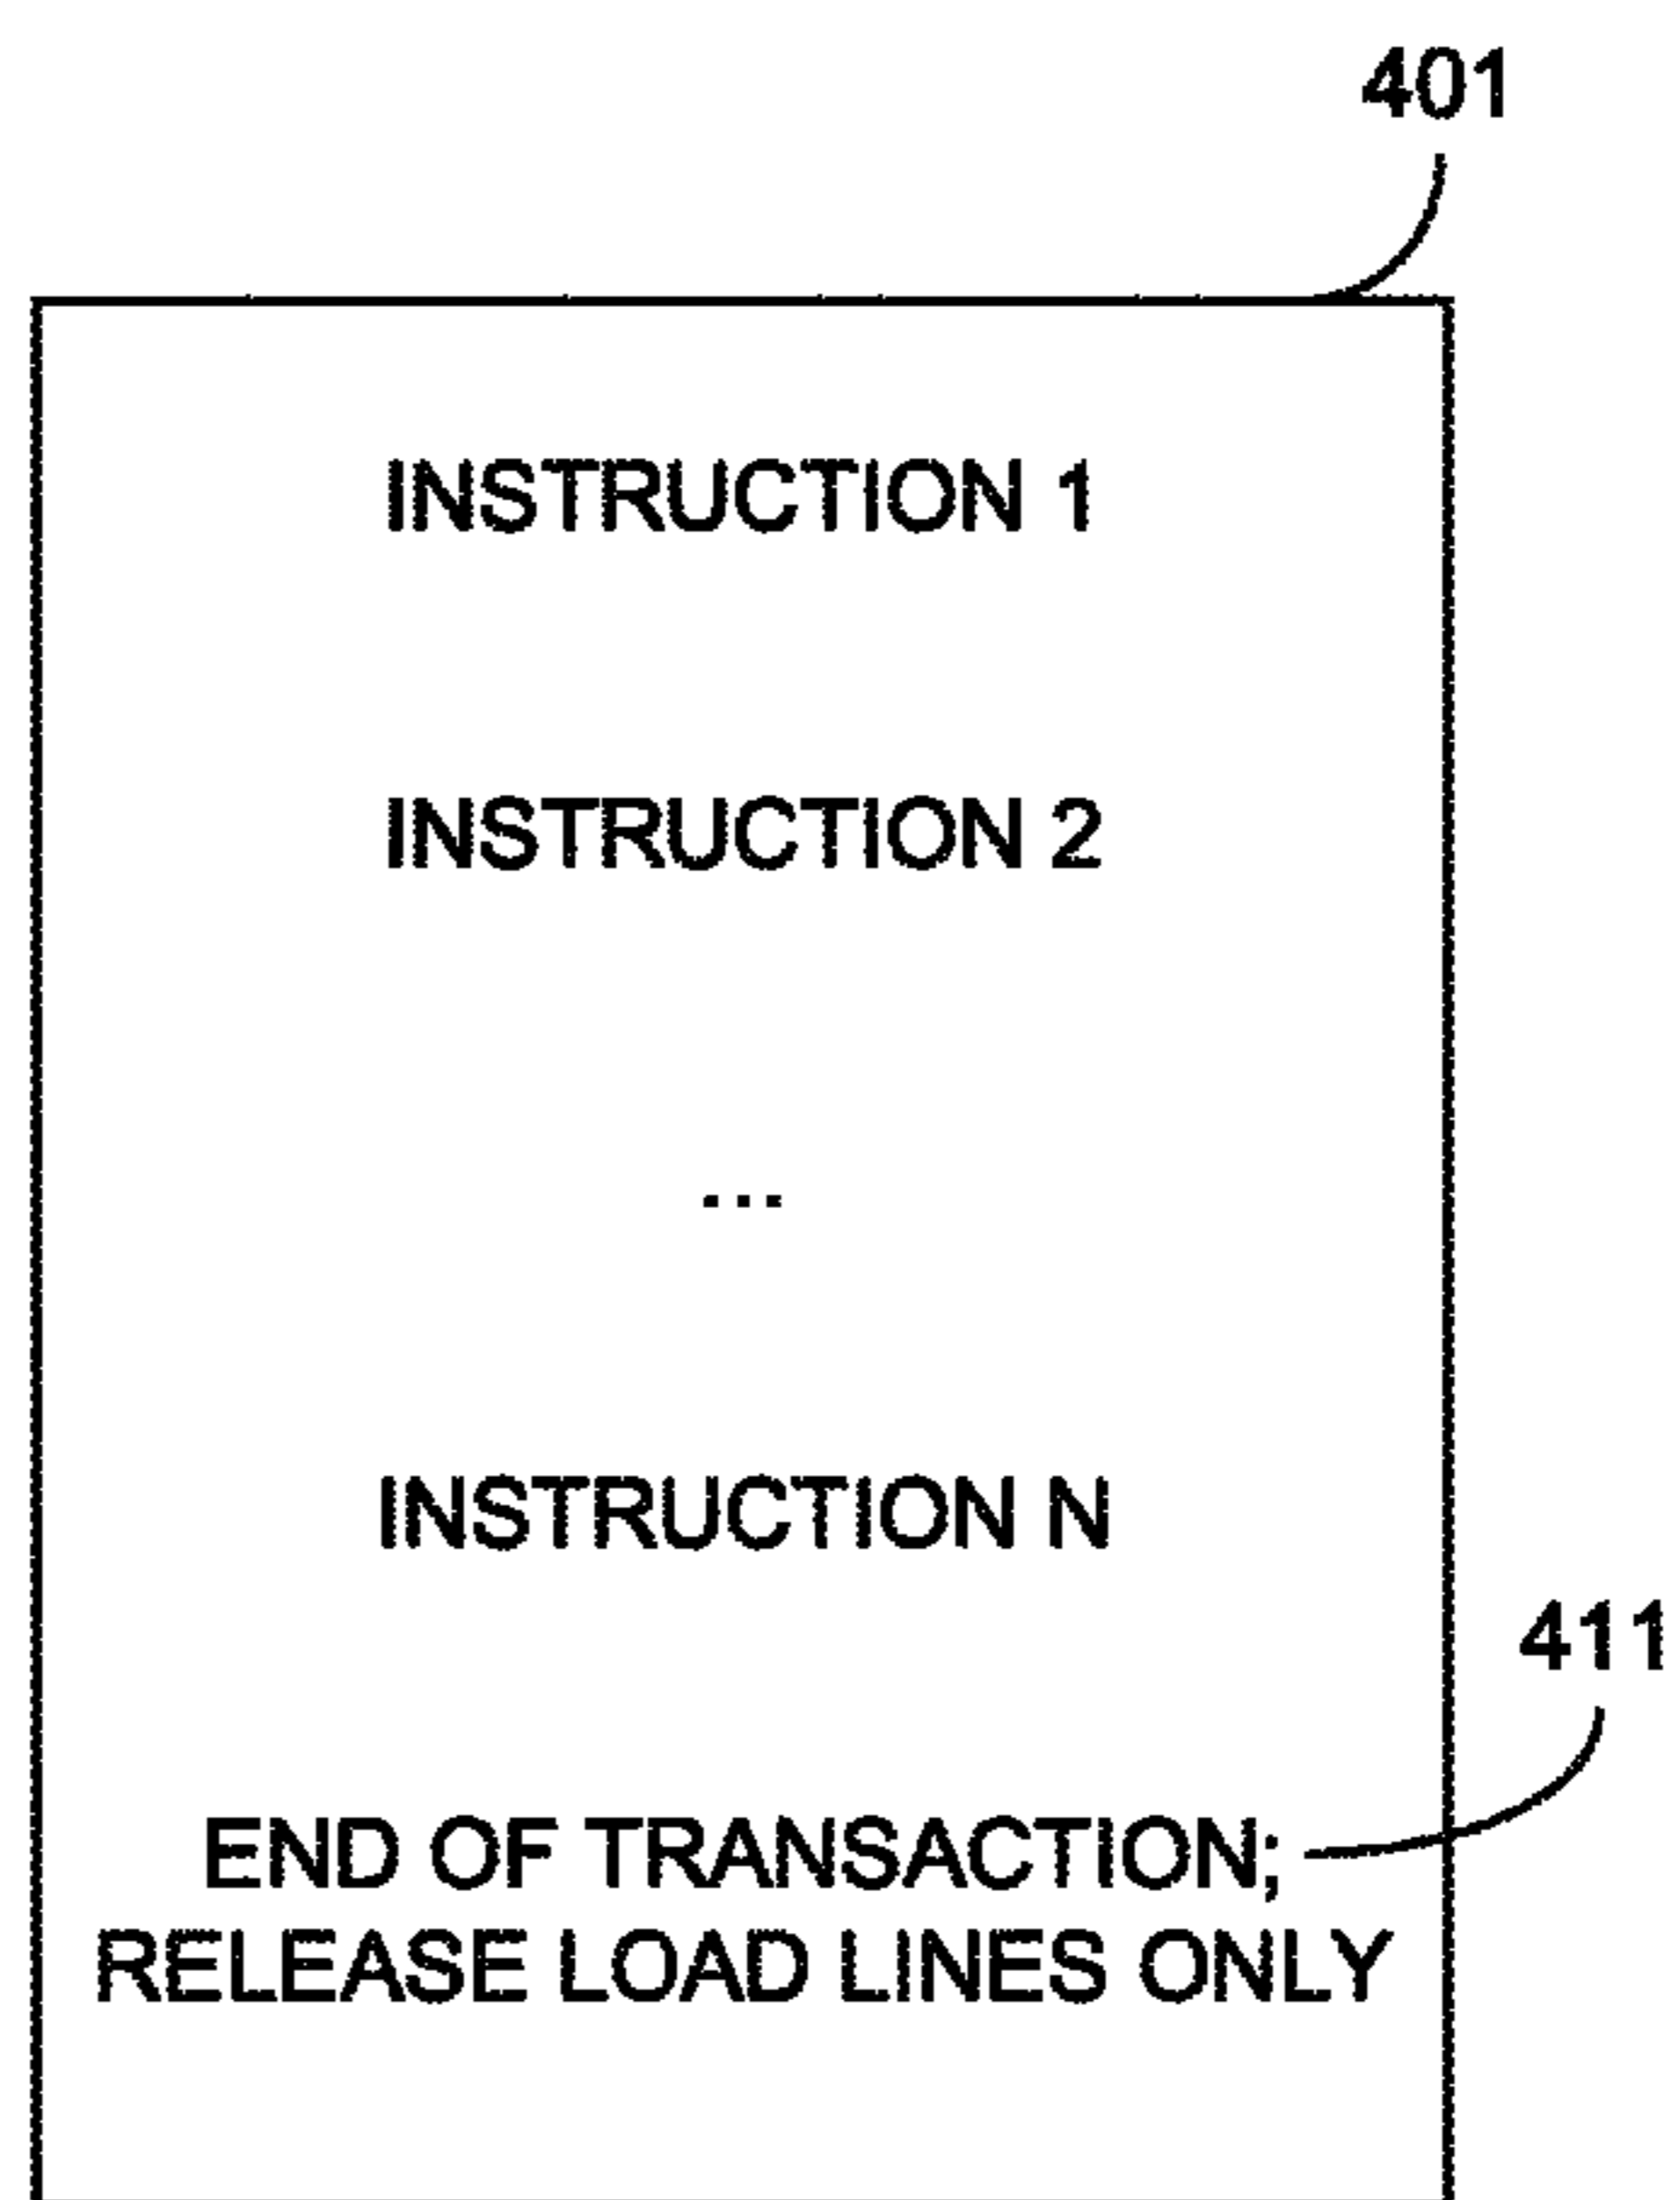 401
INSTRUCTION 1
INSTRUCTION 2
...
INSTRUCTION N
411
END OF TRANSACTION;
RELEASE LOAD LINES ONLY